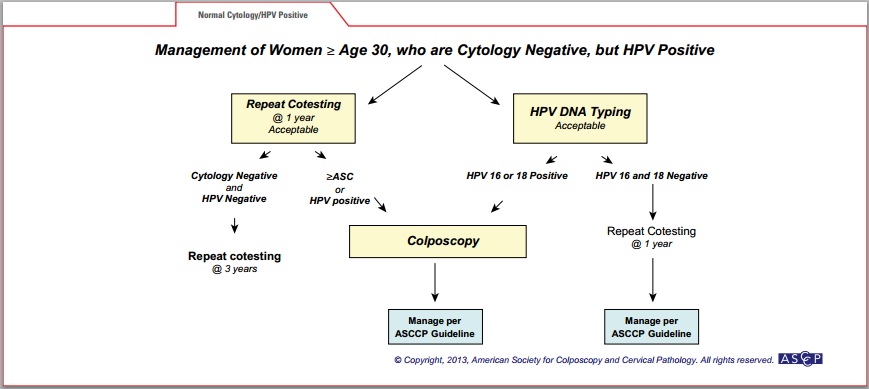 Normal Cytology/HPV Positive
Management of Women ≥ Age 30, who are Cytology Negative, but HPV Positive
Repeat Cotesting
@ 1 year
Acceptable
HPV DNA Typing
Acceptable
Cytology Negative
and
HPV Negative
≥ASC
or
HPV positive
HPV 16 or 18 Positive
HPV 16 and 18 Negative
Repeat cotesting
@ 3 years
Colposcopy
Repeat Cotesting
@ 1 year
Manage per
ASCCP Guideline
Manage per
ASCCP Guideline
© Copyright, 2013, American Society for Colposcopy and Cervical Pathology. All rights reserved.
ASCCP